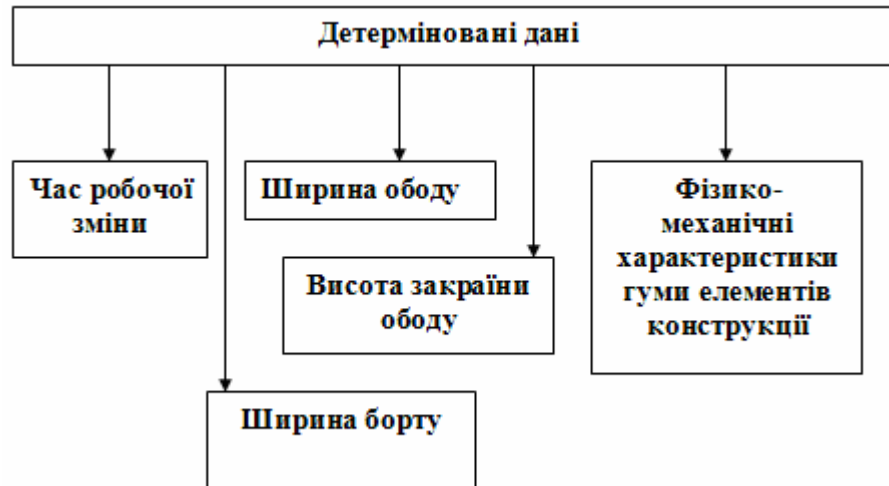 Детерміновані дані
Час робочої
зміни
Ширина ободу
Фізико-
механічні
характеристики
гуми елементів
конструкції
Висота закраїни
ободу
Ширина борту